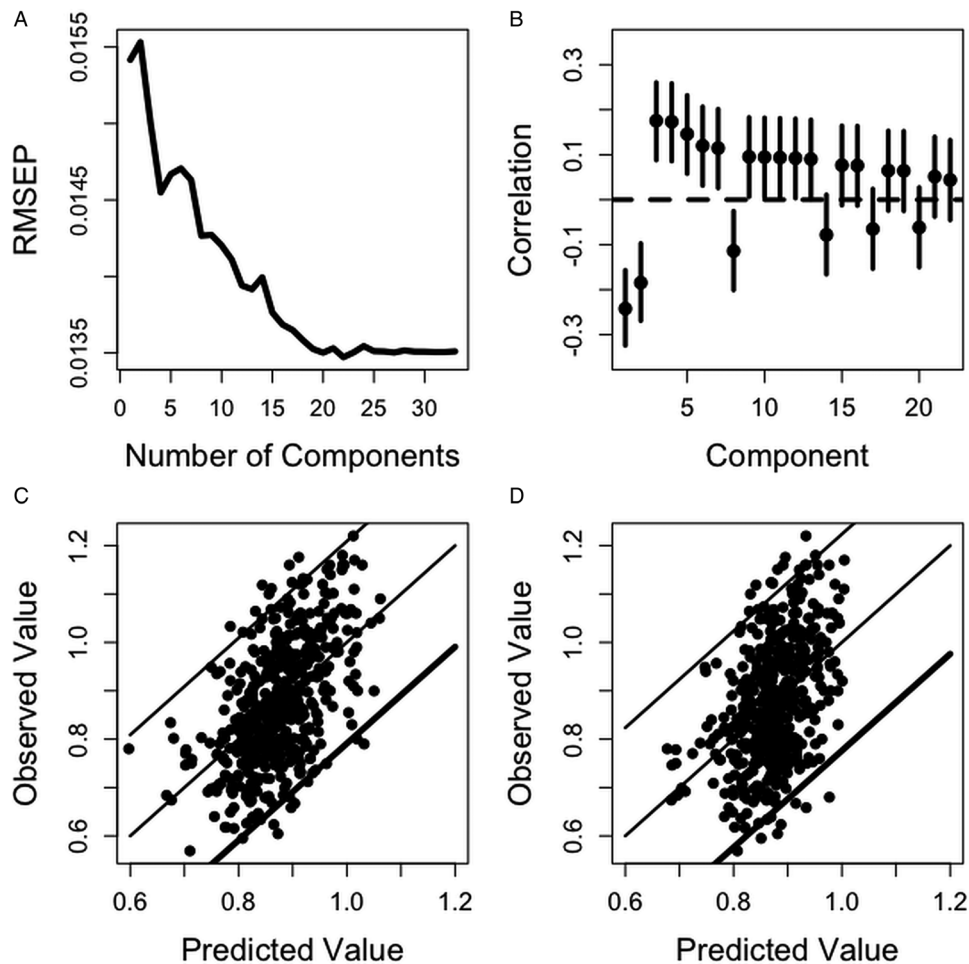 A
RMSEP
0.0135 0.0145 0.0155
0 5 10 15 20 25 30
Number of Components
B
Correlation
-0.3 -0.1 0.1 0.3
5 10 15 20
Component
C
Observed Value
0.6 0.8 1.0 1.2
0.6 0.8 1.0 1.2
Predicted Value
D
Observed Value
0.6 0.8 1.0 1.2
0.6 0.8 1.0 1.2
Predicted Value